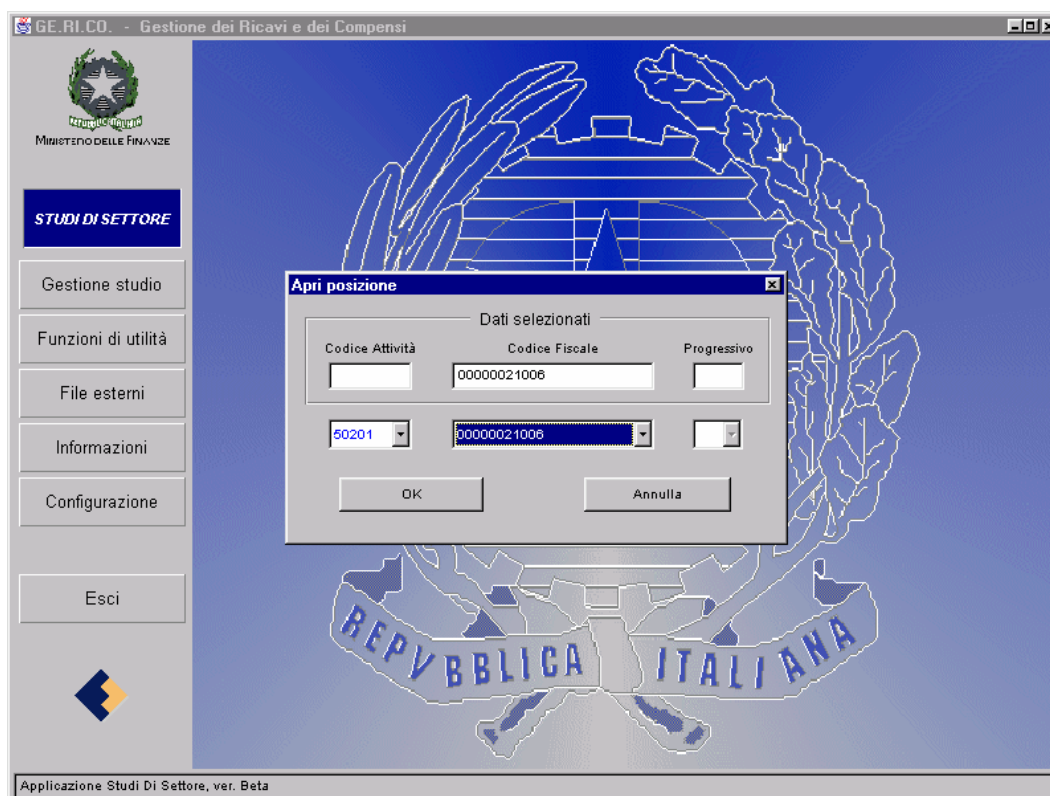 GE.RI.CO. - Gestione dei Ricavi e dei Compensi
REPUBBLICA ITALIANA
MINISTERO DELLE FINANZE
STUDI DI SETTORE
Gestione studio
Funzioni di utilità
File esterni
Informazioni
Configurazione
Esci
Apri posizione
Dati selezionati
Codice Attività Codice Fiscale Progressivo
00000021006
50201 00000021006
OK Annulla
REPVBBLICA ITALIANA
Applicazione Studi Di Settore, ver. Beta